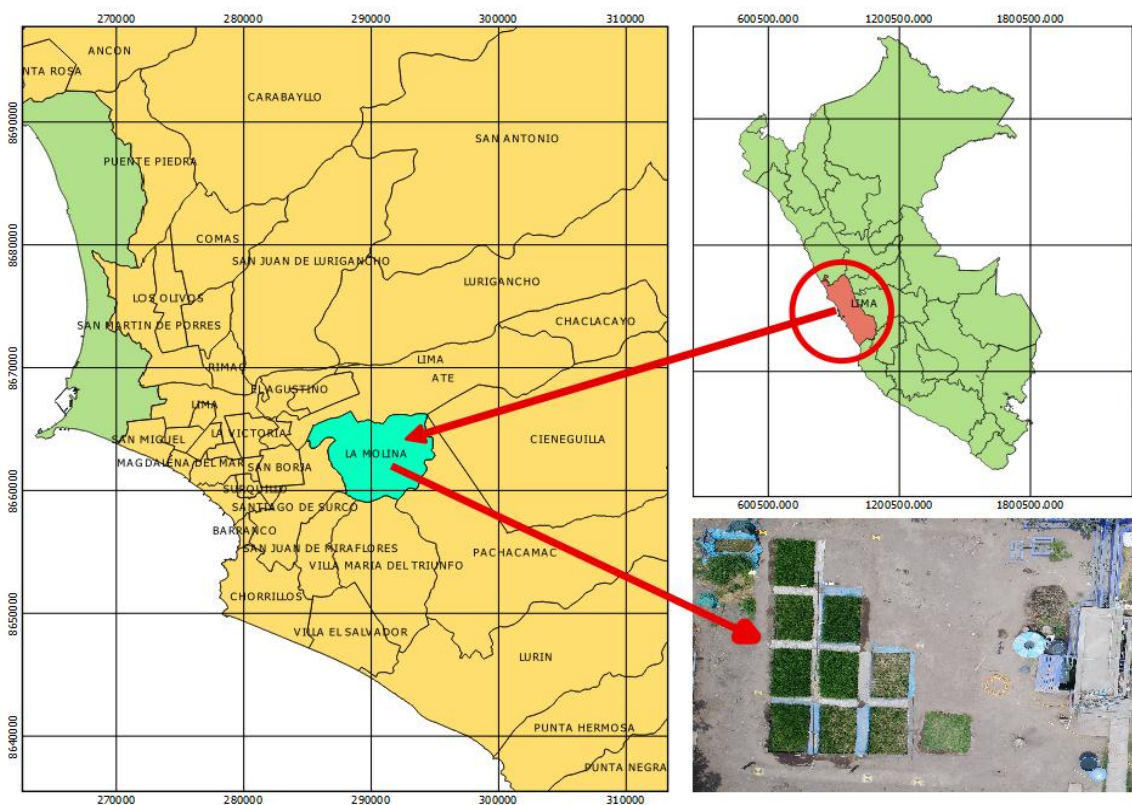 270000 280000 290000 300000 310000
ANCON
NTA ROSA
CARABAYLLO
8690000
SAN ANTONIO
PUENTE PIEDRA
8680000
COMAS
SAN JUAN DE LURIGANCHO
LURIGANCHO
LOS OLIVOS
SAN MARTIN DE PORRES
CHACLACAYO
8670000
RIMAC
LIMA
ATE
EL AGUSTINO
LIMA
SAN MIGUEL
LA VICTORIA
CIENEGUILLA
LA MOLINA
MAGDALENA DEL MAR
SAN BORJA
8660000
SURQUILLO
SANTIAGO DE SURCO
BARRANCO
SAN JUAN DE MIRAFLORES
PACHACAMAC
VILLA MARIA DEL TRIUNFO
CHORRILLOS
8650000
VILLA EL SALVADOR
LURIN
8640000
PUNTA HERMOSA
PUNTA NEGRA
270000 280000 290000 300000 310000
600500.000 1200500.000 1800500.000
LIMA
600500.000 1200500.000 1800500.000